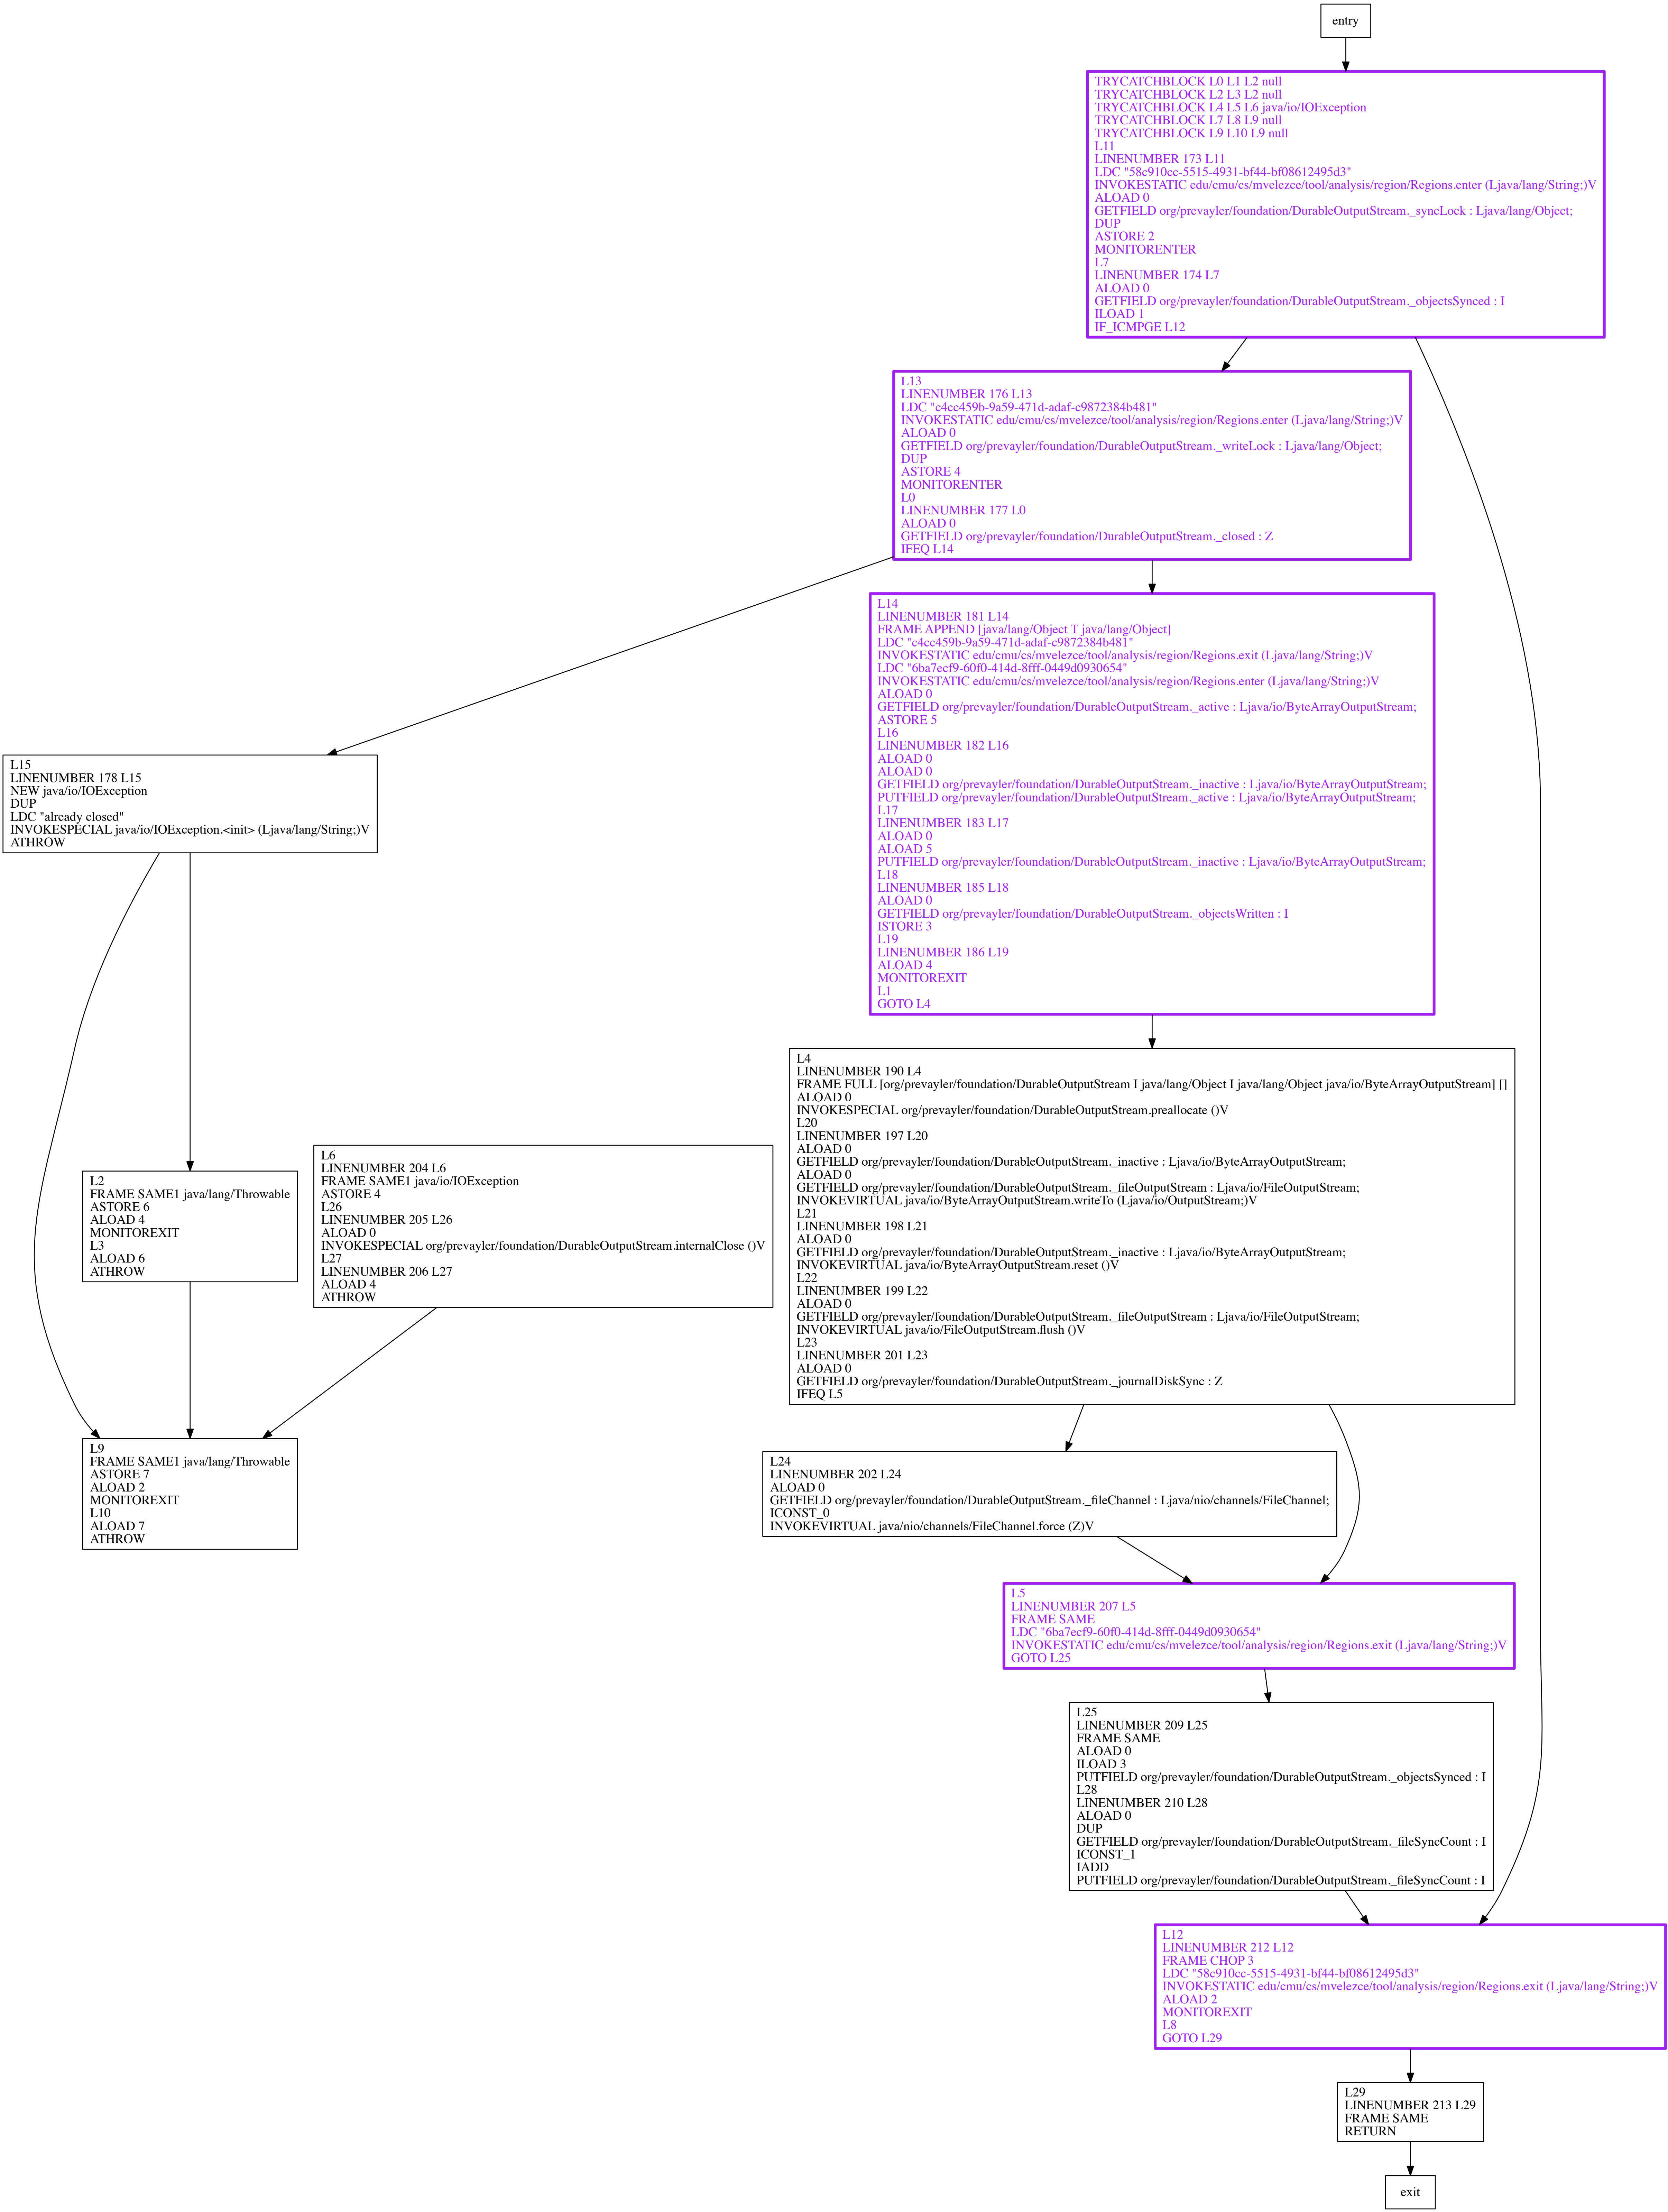 entry
TRYCATCHBLOCK L0 L1 L2 null
TRYCATCHBLOCK L2 L3 L2 null
TRYCATCHBLOCK L4 L5 L6 java/io/IOException
TRYCATCHBLOCK L7 L8 L9 null
TRYCATCHBLOCK L9 L10 L9 null
L11
LINENUMBER 173 L11
LDC "58c910cc-5515-4931-bf44-bf08612495d3"
INVOKESTATIC edu/cmu/cs/mvelezce/tool/analysis/region/Regions.enter (Ljava/lang/String;)V
ALOAD 0
GETFIELD org/prevayler/foundation/DurableOutputStream._syncLock : Ljava/lang/Object;
DUP
ASTORE 2
MONITORENTER
L7
LINENUMBER 174 L7
ALOAD 0
GETFIELD org/prevayler/foundation/DurableOutputStream._objectsSynced : I
ILOAD 1
IF_ICMPGE L12
L13
LINENUMBER 176 L13
LDC "c4cc459b-9a59-471d-adaf-c9872384b481"
INVOKESTATIC edu/cmu/cs/mvelezce/tool/analysis/region/Regions.enter (Ljava/lang/String;)V
ALOAD 0
GETFIELD org/prevayler/foundation/DurableOutputStream._writeLock : Ljava/lang/Object;
DUP
ASTORE 4
MONITORENTER
L0
LINENUMBER 177 L0
ALOAD 0
GETFIELD org/prevayler/foundation/DurableOutputStream._closed : Z
IFEQ L14
L14
LINENUMBER 181 L14
FRAME APPEND [java/lang/Object T java/lang/Object]
LDC "c4cc459b-9a59-471d-adaf-c9872384b481"
INVOKESTATIC edu/cmu/cs/mvelezce/tool/analysis/region/Regions.exit (Ljava/lang/String;)V
LDC "6ba7ecf9-60f0-414d-8fff-0449d0930654"
INVOKESTATIC edu/cmu/cs/mvelezce/tool/analysis/region/Regions.enter (Ljava/lang/String;)V
ALOAD 0
GETFIELD org/prevayler/foundation/DurableOutputStream._active : Ljava/io/ByteArrayOutputStream;
ASTORE 5
L16
LINENUMBER 182 L16
ALOAD 0
ALOAD 0
GETFIELD org/prevayler/foundation/DurableOutputStream._inactive : Ljava/io/ByteArrayOutputStream;
PUTFIELD org/prevayler/foundation/DurableOutputStream._active : Ljava/io/ByteArrayOutputStream;
L17
LINENUMBER 183 L17
ALOAD 0
ALOAD 5
PUTFIELD org/prevayler/foundation/DurableOutputStream._inactive : Ljava/io/ByteArrayOutputStream;
L18
LINENUMBER 185 L18
ALOAD 0
GETFIELD org/prevayler/foundation/DurableOutputStream._objectsWritten : I
ISTORE 3
L19
LINENUMBER 186 L19
ALOAD 4
MONITOREXIT
L1
GOTO L4
L15
LINENUMBER 178 L15
NEW java/io/IOException
DUP
LDC "already closed"
INVOKESPECIAL java/io/IOException.<init> (Ljava/lang/String;)V
ATHROW
L4
LINENUMBER 190 L4
FRAME FULL [org/prevayler/foundation/DurableOutputStream I java/lang/Object I java/lang/Object java/io/ByteArrayOutputStream] []
ALOAD 0
INVOKESPECIAL org/prevayler/foundation/DurableOutputStream.preallocate ()V
L20
LINENUMBER 197 L20
ALOAD 0
GETFIELD org/prevayler/foundation/DurableOutputStream._inactive : Ljava/io/ByteArrayOutputStream;
ALOAD 0
GETFIELD org/prevayler/foundation/DurableOutputStream._fileOutputStream : Ljava/io/FileOutputStream;
INVOKEVIRTUAL java/io/ByteArrayOutputStream.writeTo (Ljava/io/OutputStream;)V
L21
LINENUMBER 198 L21
ALOAD 0
GETFIELD org/prevayler/foundation/DurableOutputStream._inactive : Ljava/io/ByteArrayOutputStream;
INVOKEVIRTUAL java/io/ByteArrayOutputStream.reset ()V
L22
LINENUMBER 199 L22
ALOAD 0
GETFIELD org/prevayler/foundation/DurableOutputStream._fileOutputStream : Ljava/io/FileOutputStream;
INVOKEVIRTUAL java/io/FileOutputStream.flush ()V
L23
LINENUMBER 201 L23
ALOAD 0
GETFIELD org/prevayler/foundation/DurableOutputStream._journalDiskSync : Z
IFEQ L5
L2
FRAME SAME1 java/lang/Throwable
ASTORE 6
ALOAD 4
MONITOREXIT
L3
ALOAD 6
ATHROW
L6
LINENUMBER 204 L6
FRAME SAME1 java/io/IOException
ASTORE 4
L26
LINENUMBER 205 L26
ALOAD 0
INVOKESPECIAL org/prevayler/foundation/DurableOutputStream.internalClose ()V
L27
LINENUMBER 206 L27
ALOAD 4
ATHROW
L9
FRAME SAME1 java/lang/Throwable
ASTORE 7
ALOAD 2
MONITOREXIT
L10
ALOAD 7
ATHROW
L24
LINENUMBER 202 L24
ALOAD 0
GETFIELD org/prevayler/foundation/DurableOutputStream._fileChannel : Ljava/nio/channels/FileChannel;
ICONST_0
INVOKEVIRTUAL java/nio/channels/FileChannel.force (Z)V
L5
LINENUMBER 207 L5
FRAME SAME
LDC "6ba7ecf9-60f0-414d-8fff-0449d0930654"
INVOKESTATIC edu/cmu/cs/mvelezce/tool/analysis/region/Regions.exit (Ljava/lang/String;)V
GOTO L25
L25
LINENUMBER 209 L25
FRAME SAME
ALOAD 0
ILOAD 3
PUTFIELD org/prevayler/foundation/DurableOutputStream._objectsSynced : I
L28
LINENUMBER 210 L28
ALOAD 0
DUP
GETFIELD org/prevayler/foundation/DurableOutputStream._fileSyncCount : I
ICONST_1
IADD
PUTFIELD org/prevayler/foundation/DurableOutputStream._fileSyncCount : I
L12
LINENUMBER 212 L12
FRAME CHOP 3
LDC "58c910cc-5515-4931-bf44-bf08612495d3"
INVOKESTATIC edu/cmu/cs/mvelezce/tool/analysis/region/Regions.exit (Ljava/lang/String;)V
ALOAD 2
MONITOREXIT
L8
GOTO L29
L29
LINENUMBER 213 L29
FRAME SAME
RETURN
exit